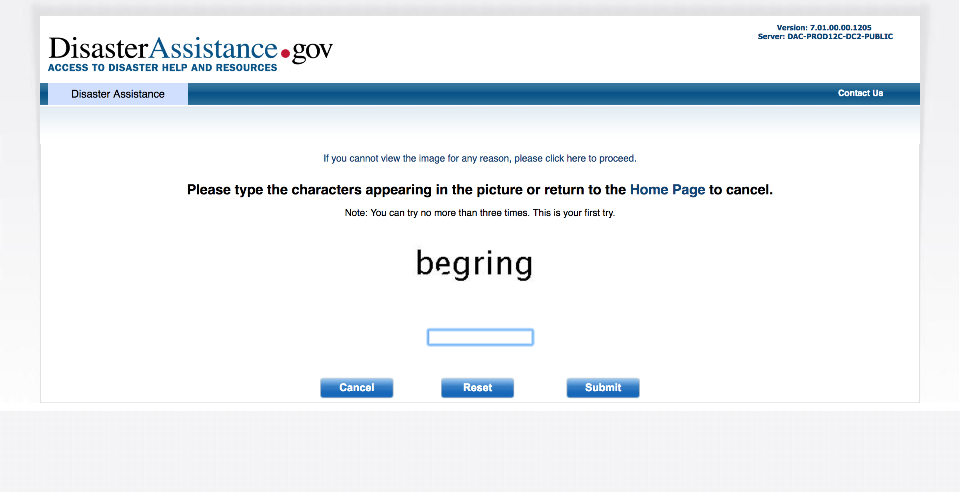 Version: 7.01.00.00.1205
Server: DAC-PROD12C-DC2-PUBLIC
DisasterAssistance.gov
ACCESS TO DISASTER HELP AND RESOURCES
Disaster Assistance
Contact Us
If you cannot view the image for any reason, please click here to proceed.
Please type the characters appearing in the picture or return to the Home Page to cancel.
Note: You can try no more than three times. This is your first try.
begring
Cancel Reset Submit